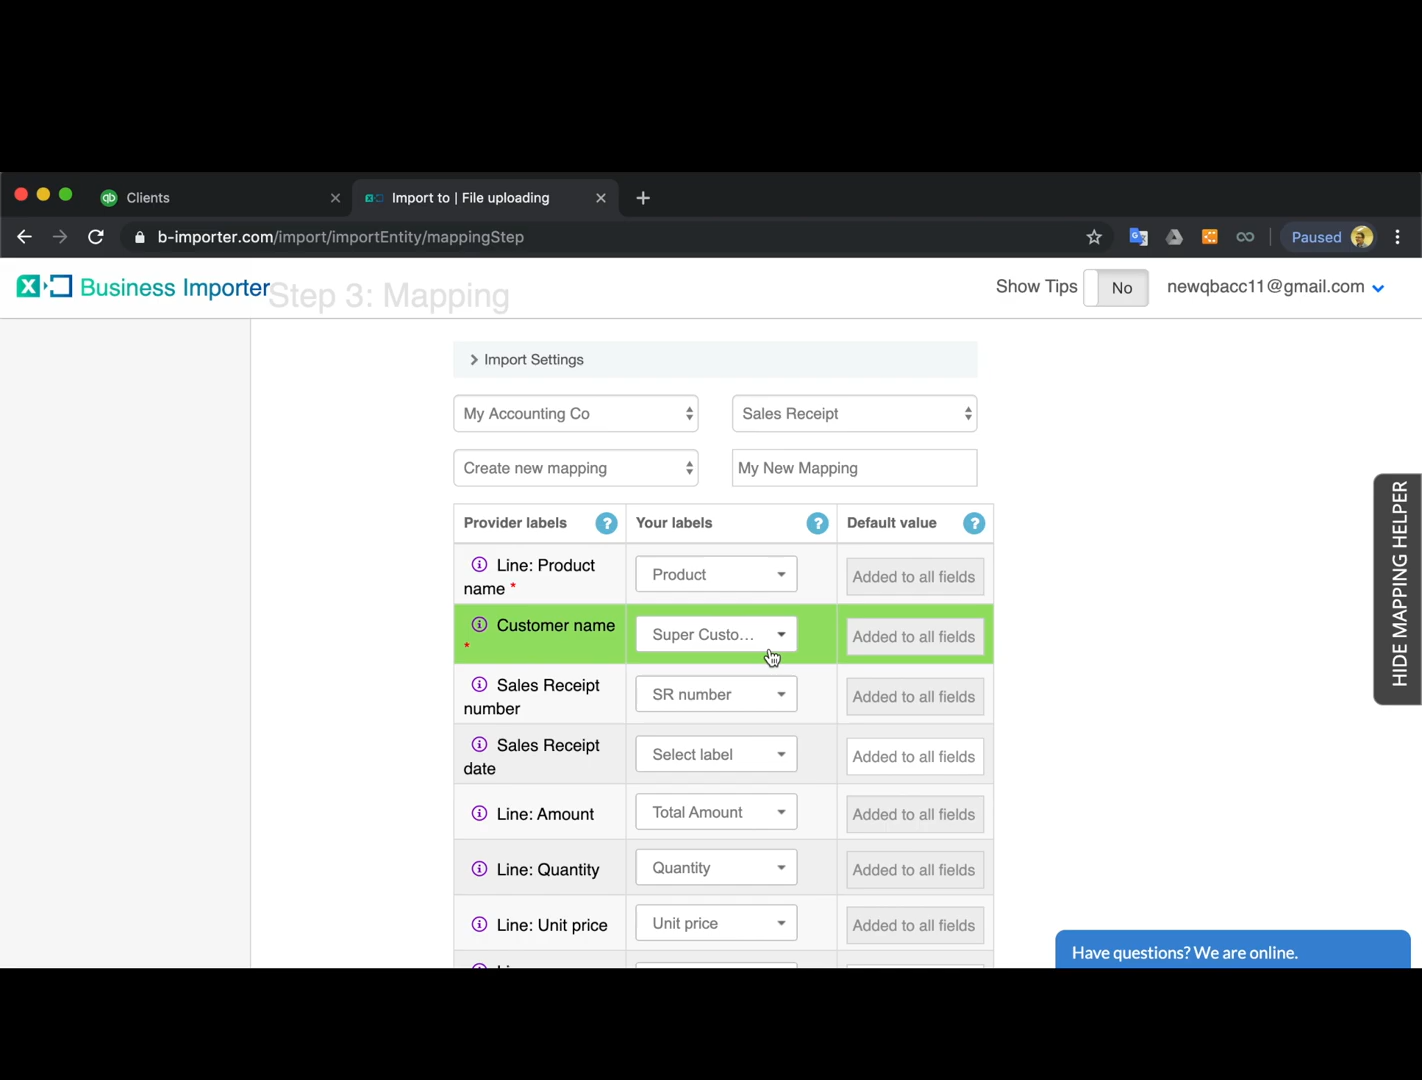 Clients
Import to | File uploading
b-importer.com/import/importEntity/mappingStep
Paused
Business Importer
Step 3: Mapping
Show Tips
No
newqbacc11@gmail.com
Import Settings
My Accounting Co
Sales Receipt
Create new mapping
My New Mapping
Provider labels
Your labels
Default value
Line: Product
name *
Product
Added to all fields
Customer name
*
Super Custo...
Added to all fields
Sales Receipt
number
SR number
Added to all fields
Sales Receipt
date
Select label
Added to all fields
Line: Amount
Total Amount
Added to all fields
Line: Quantity
Quantity
Added to all fields
Line: Unit price
Unit price
Added to all fields
HIDE MAPPING HELPER
Have questions? We are online.